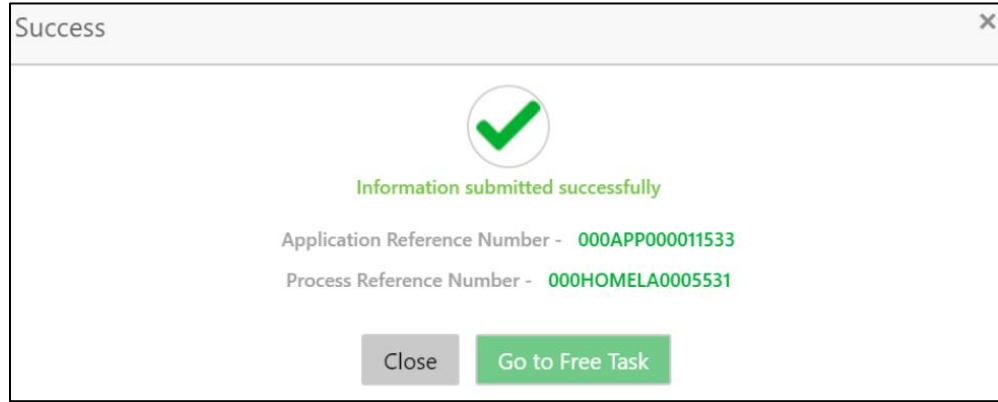 Success ×
Information submitted successfully
Application Reference Number - 000APP000011533
Process Reference Number - 000HOMELA0005531
Close Go to Free Task